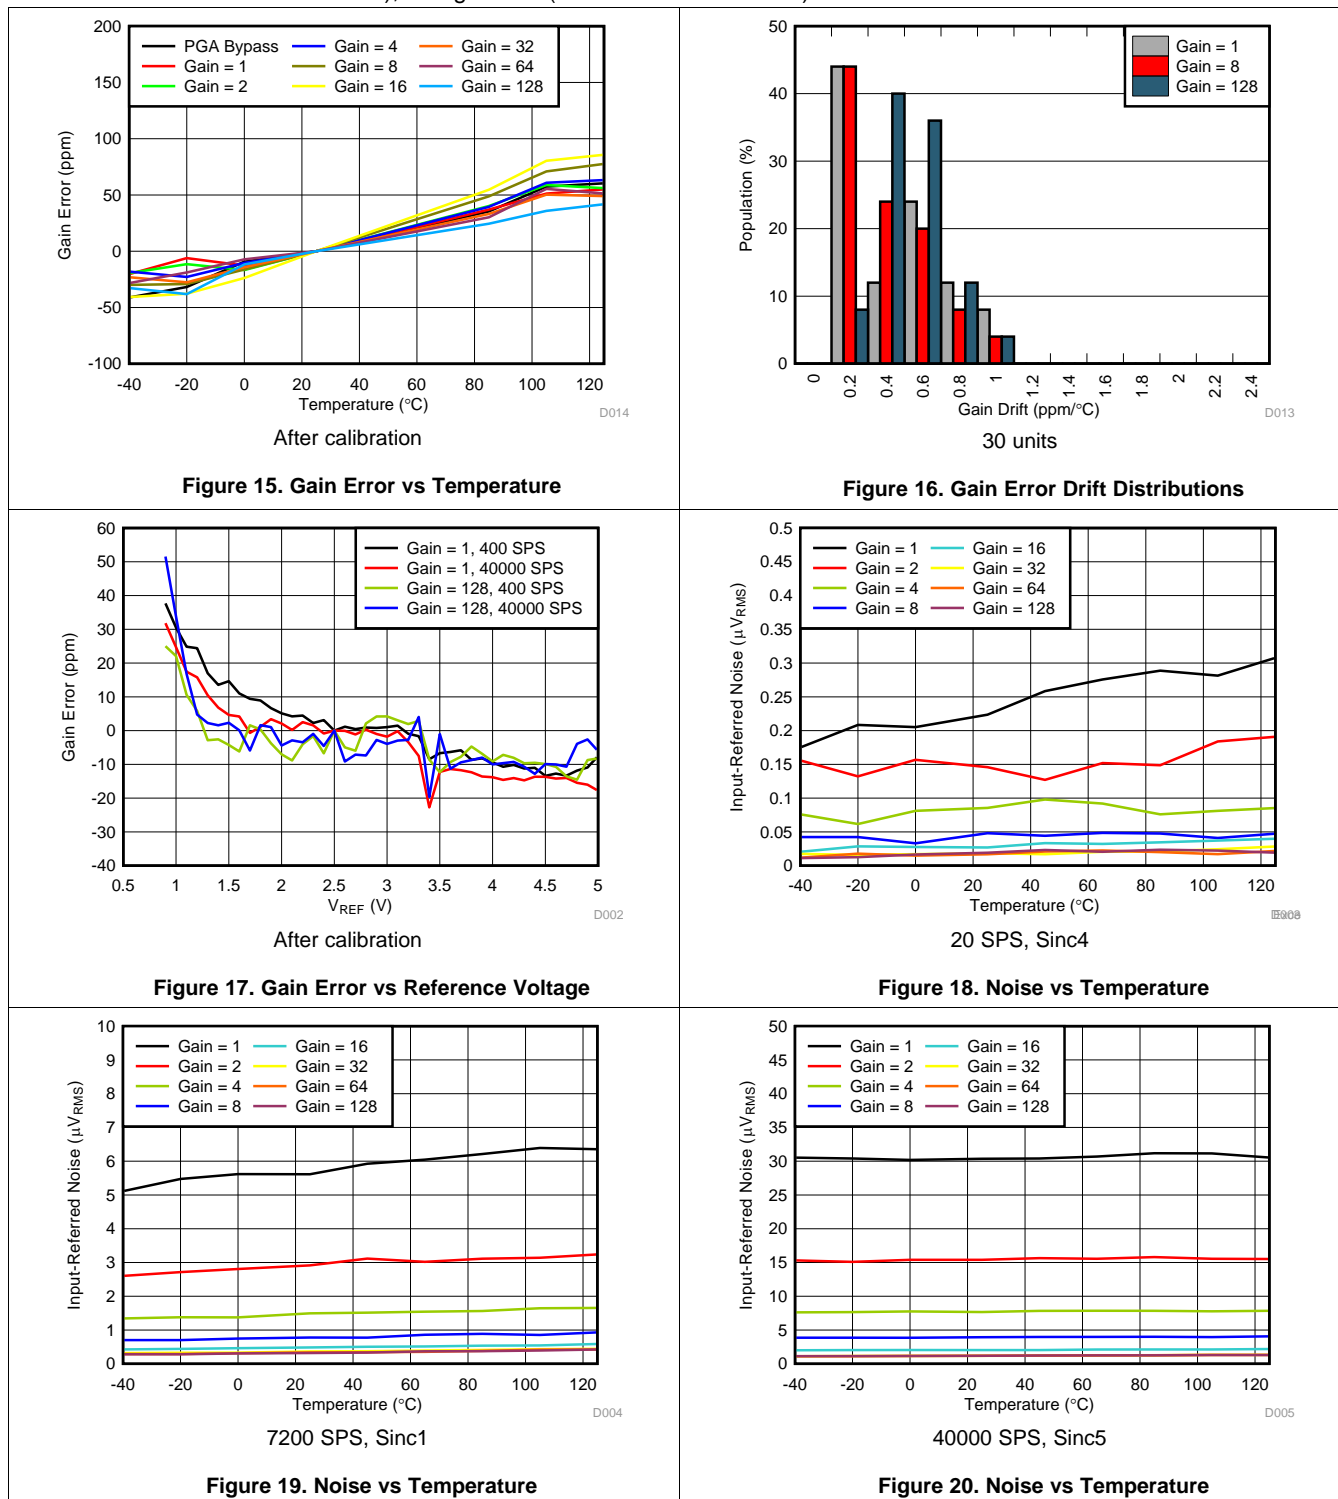 200
150
100
50
0
-50
-100
Gain Error (ppm)
PGA Bypass
Gain = 1
Gain = 2
Gain = 4
Gain = 8
Gain = 16
Gain = 32
Gain = 64
Gain = 128
-40 -20 0 20 40 60 80 100 120
Temperature (°C)
D014
After calibration
Figure 15. Gain Error vs Temperature
50
40
30
20
10
0
Population (%)
Gain = 1
Gain = 8
Gain = 128
0 0.2 0.4 0.6 0.8 1 1.2 1.4 1.6 1.8 2 2.2 2.4
Gain Drift (ppm/°C)
D013
30 units
Figure 16. Gain Error Drift Distributions
60
50
40
30
20
10
0
-10
-20
-30
-40
Gain Error (ppm)
Gain = 1, 400 SPS
Gain = 1, 40000 SPS
Gain = 128, 400 SPS
Gain = 128, 40000 SPS
0.5 1 1.5 2 2.5 3 3.5 4 4.5 5
VREF (V)
D002
After calibration
Figure 17. Gain Error vs Reference Voltage
0.5
0.45
0.4
0.35
0.3
0.25
0.2
0.15
0.1
0.05
0
Input-Referred Noise (µVRMS)
Gain = 1
Gain = 2
Gain = 4
Gain = 8
Gain = 16
Gain = 32
Gain = 64
Gain = 128
-40 -20 0 20 40 60 80 100 120
Temperature (°C)
20 SPS, Sinc4
Figure 18. Noise vs Temperature
10
9
8
7
6
5
4
3
2
1
0
Input-Referred Noise (µVRMS)
Gain = 1
Gain = 2
Gain = 4
Gain = 8
Gain = 16
Gain = 32
Gain = 64
Gain = 128
-40 -20 0 20 40 60 80 100 120
Temperature (°C)
D004
7200 SPS, Sinc1
Figure 19. Noise vs Temperature
50
45
40
35
30
25
20
15
10
5
0
Input-Referred Noise (µVRMS)
Gain = 1
Gain = 2
Gain = 4
Gain = 8
Gain = 16
Gain = 32
Gain = 64
Gain = 128
-40 -20 0 20 40 60 80 100 120
Temperature (°C)
D005
40000 SPS, Sinc5
Figure 20. Noise vs Temperature